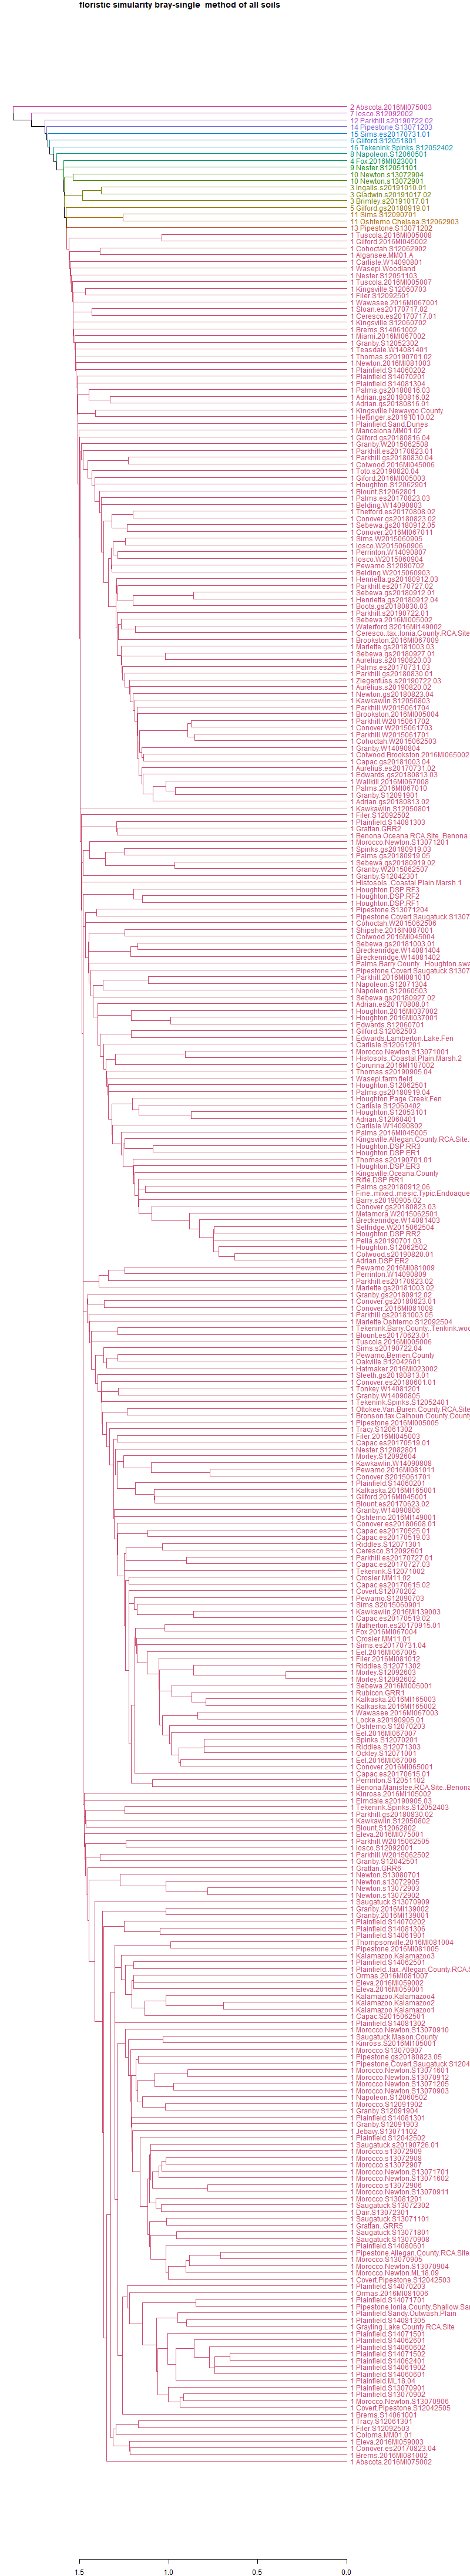 floristic simularity bray-single method of all soils
2 Abscota.2016MI075003
7 Iosco.S12092002
12 Parkhill.s20190722.02
14 Pipestone.S13071203
15 Sims.es20170731.01
6 Gilford.S12051801
16 Tekenink.Spinks.S12052402
8 Napoleon.S12060501
4 Fox.2016MI023001
9 Nester.S12051101
10 Newton.s13072904
10 Newton.s13072901
3 Ingalls.s20191010.01
3 Gladwin.s20191017.02
3 Brimley.s20191017.01
5 Gilford.gs20180919.01
11 Sims.S12090701
11 Oshtemo.Chelsea.S12062903
13 Pipestone.S13071202
1 Tuscola.2016MI005008
1 Gilford.2016MI045002
1 Cohoctah.S12062902
1 Algansee.MM01.A
1 Carlisle.W14090801
1 Wasepi.Woodland
1 Nester.S12051103
1 Tuscola.2016MI005007
1 Kingsville.S12060703
1 Filer.S12092501
1 Wawasee.2016MI067001
1 Sloan.es20170717.02
1 Ceresco.es20170717.01
1 Kingsville.S12060702
1 Brems.S14061002
1 Miami.2016MI067002
1 Granby.S12052302
1 Teasdale.W14081401
1 Thomas.s20190701.02
1 Newton.2016MI081003
1 Plainfield.S14060202
1 Plainfield.S14070201
1 Plainfield.S14081304
1 Palms.gs20180816.03
1 Adrian.gs20180816.02
1 Adrian.gs20180816.01
1 Kingsville.Newaygo.County
1 Hettinger.s20191010.02
1 Plainfield.Sand.Dunes
1 Mancelona.MM01.02
1 Gilford.gs20180816.04
1 Granby.W2015062508
1 Parkhill.es20170823.01
1 Parkhill.gs20180830.04
1 Colwood.2016MI045006
1 Toto.s20190820.04
1 Gilford.2016MI005003
1 Houghton.S12062901
1 Blount.S12062801
1 Palms.es20170823.03
1 Belding.W14090803
1 Thetford.es20170808.02
1 Conover.gs20180823.02
1 Sebewa.gs20180912.05
1 Conover.2016MI067011
1 Sims.W2015060905
1 Iosco.W2015060906
1 Perrinton.W14090807
1 Iosco.W2015060904
1 Pewamo.S12090702
1 Belding.W2015060903
1 Henrietta.gs20180912.03
1 Parkhill.es20170727.02
1 Sebewa.gs20180912.01
1 Henrietta.gs20180912.04
1 Boots.gs20180830.03
1 Parkhill.s20190722.01
1 Sebewa.2016MI005002
1 Waterford.S2016MI149002
1 Ceresco..tax..Ionia.County.RCA.Site
1 Brookston.2016MI067009
1 Marlette.gs20181003.03
1 Sebewa.gs20180927.01
1 Aurelius.s20190820.03
1 Palms.es20170731.03
1 Parkhill.gs20180830.01
1 Ziegenfuss.s20190722.03
1 Aurelius.s20190820.02
1 Newton.gs20180823.04
1 Kawkawlin.S12050803
1 Parkhill.W2015061704
1 Brookston.2016MI005004
1 Parkhill.W2015061702
1 Conover.W2015061703
1 Parkhill.W2015061701
1 Cohoctah.W2015062503
1 Granby.W14090804
1 Colwood.Brookston.2016MI065002
1 Capac.gs20181003.04
1 Aurelius.es20170731.02
1 Edwards.gs20180813.03
1 Wallkill.2016MI067008
1 Palms.2016MI067010
1 Granby.S12091901
1 Adrian.gs20180813.02
1 Kawkawlin.S12050801
1 Filer.S12092502
1 Plainfield.S14081303
1 Grattan.GRR2
1 Benona.Oceana.RCA.Site..Benona
1 Morocco.Newton.S13071201
1 Spinks.gs20180919.03
1 Palms.gs20180919.05
1 Sebewa.gs20180919.02
1 Granby.W2015062507
1 Granby.S12042301
1 Histosols..Coastal.Plain.Marsh.1
1 Houghton.DSP.RF3
1 Houghton.DSP.RF2
1 Houghton.DSP.RF1
1 Pipestone.S13071204
1 Pipestone.Covert.Saugatuck.S1307
1 Cohoctah.W2015062506
1 Shipshe.2016IN087001
1 Colwood.2016MI045004
1 Sebewa.gs20181003.01
1 Breckenridge.W14081404
1 Breckenridge.W14081402
1 Palms.Barry.County...Houghton.swa
1 Pipestone.Covert.Saugatuck.S1307
1 Parkhill.2016MI081010
1 Napoleon.S12071304
1 Napoleon.S12060503
1 Sebewa.gs20180927.02
1 Adrian.es20170808.01
1 Houghton.2016MI037002
1 Houghton.2016MI037001
1 Edwards.S12060701
1 Gilford.S12062503
1 Edwards.Lamberton.Lake.Fen
1 Carlisle.S12061201
1 Morocco.Newton.S13071001
1 Histosols..Coastal.Plain.Marsh.2
1 Corunna.2016MI107002
1 Thomas.s20190905.04
1 Wasepi.farm.field
1 Houghton.S12062501
1 Palms.gs20180919.04
1 Houghton.Page.Creek.Fen
1 Carlisle.S12060402
1 Houghton.S12053101
1 Adrian.S12060401
1 Carlisle.W14090802
1 Palms.2016MI045005
1 Kingsville.Allegan.County.RCA.Site.
1 Houghton.DSP.RR3
1 Houghton.DSP.ER1
1 Thomas.s20190701.01
1 Houghton.DSP.ER3
1 Kingsville.Oceana.County
1 Rifle.DSP.RR1
1 Palms.gs20180912.06
1 Fine..mixed..mesic.Typic.Endoaque
1 Barry.s20190905.02
1 Conover.gs20180823.03
1 Metamora.W2015062501
1 Breckenridge.W14081403
1 Selfridge.W2015062504
1 Houghton.DSP.RR2
1 Pella.s20190701.03
1 Houghton.S12062502
1 Colwood.s20190820.01
1 Adrian.DSP.ER2
1 Pewamo.2016MI081009
1 Perrinton.W14090809
1 Parkhill.es20170823.02
1 Marlette.gs20181003.02
1 Granby.gs20180912.02
1 Conover.gs20180823.01
1 Conover.2016MI081008
1 Parkhill.gs20181003.05
1 Marlette.Oshtemo.S12092504
1 Tekenink.Barry.County..Tenkink.woo
1 Blount.es20170623.01
1 Tuscola.2016MI005006
1 Sims.s20190722.04
1 Pewamo.Berrien.County
1 Oakville.S12042601
1 Hatmaker.2016MI023002
1 Sleeth.gs20180813.01
1 Conover.es20180601.01
1 Tonkey.W14081201
1 Granby.W14090805
1 Tekenink.Spinks.S12052401
1 Ottokee.Van.Buren.County.RCA.Site
1 Bronson.tax.Calhoun.County.County
1 Pipestone.2016MI005005
1 Tracy.S12061302
1 Filer.2016MI045003
1 Capac.es20170519.01
1 Nester.S12082801
1 Morley.S12092604
1 Kawkawlin.W14090808
1 Pewamo.2016MI081011
1 Conover.S2015061701
1 Plainfield.S14060201
1 Kalkaska.2016MI165001
1 Gilford.2016MI045001
1 Blount.es20170623.02
1 Granby.W14090806
1 Oshtemo.2016MI149001
1 Conover.es20180608.01
1 Capac.es20170525.01
1 Capac.es20170519.03
1 Riddles.S12071301
1 Ceresco.S12092601
1 Parkhill.es20170727.01
1 Capac.es20170727.03
1 Tekenink.S12071002
1 Crosier.MM11.02
1 Capac.es20170615.02
1 Covert.S12070202
1 Pewamo.S12090703
1 Sims.S2015060901
1 Kawkawlin.2016MI139003
1 Capac.es20170519.02
1 Matherton.es20170915.01
1 Fox.2016MI067004
1 Crosier.MM11.01
1 Sims.es20170731.04
1 Eel.2016MI067005
1 Filer.2016MI081012
1 Riddles.S12071302
1 Morley.S12092603
1 Morley.S12092602
1 Sebewa.2016MI005001
1 Rubicon.GRR1
1 Kalkaska.2016MI165003
1 Kalkaska.2016MI165002
1 Wawasee.2016MI067003
1 Locke.s20190905.01
1 Oshtemo.S12070203
1 Eel.2016MI067007
1 Spinks.S12070201
1 Riddles.S12071303
1 Ockley.S12071001
1 Eel.2016MI067006
1 Conover.2016MI065001
1 Capac.es20170615.01
1 Perrinton.S12051102
1 Benona.Manistee.RCA.Site..Benona
1 Kinross.2016MI105002
1 Elmdale.s20190905.03
1 Tekenink.Spinks.S12052403
1 Parkhill.gs20180830.02
1 Kawkawlin.S12050802
1 Blount.S12062802
1 Eleva.2016MI075001
1 Parkhill.W2015062505
1 Iosco.S12092001
1 Parkhill.W2015062502
1 Granby.S12042501
1 Grattan.GRR6
1 Newton.S13080701
1 Newton.s13072905
1 Newton.s13072903
1 Newton.s13072902
1 Saugatuck.S13070909
1 Granby.2016MI139002
1 Granby.2016MI139001
1 Plainfield.S14070202
1 Plainfield.S14081306
1 Plainfield.S14061901
1 Thompsonville.2016MI081004
1 Pipestone.2016MI081005
1 Kalamazoo.Kalamazoo3
1 Plainfield.S14062501
1 Plainfield..tax..Allegan.County.RCA.S
1 Ormas.2016MI081007
1 Eleva.2016MI059002
1 Eleva.2016MI059001
1 Kalamazoo.Kalamazoo4
1 Kalamazoo.Kalamazoo2
1 Kalamazoo.Kalamazoo1
1 Capac.S2015062501
1 Plainfield.S14081302
1 Morocco.Newton.S13070910
1 Saugatuck.Mason.County
1 Kinross.S2016MI105001
1 Morocco.S13070907
1 Pipestone.gs20180823.05
1 Pipestone.Covert.Saugatuck.S1204
1 Morocco.Newton.S13071601
1 Morocco.Newton.S13070912
1 Morocco.Newton.S13071205
1 Morocco.Newton.S13070903
1 Napoleon.S12060502
1 Morocco.S12091902
1 Granby.S12091904
1 Plainfield.S14081301
1 Granby.S12091903
1 Jebavy.S13071102
1 Plainfield.S12042502
1 Saugatuck.s20190726.01
1 Morocco.s13072909
1 Morocco.s13072908
1 Morocco.s13072907
1 Morocco.Newton.S13071701
1 Morocco.Newton.S13071602
1 Morocco.s13072906
1 Morocco.Newton.S13070911
1 Morocco.S13081201
1 Saugatuck.S13072302
1 Dair.S13072301
1 Saugatuck.S13071101
1 Grattan..GRR5
1 Saugatuck.S13071801
1 Saugatuck.S13070908
1 Plainfield.S14080601
1 Pipestone.Allegan.County.RCA.Site
1 Morocco.S13070905
1 Morocco.Newton.S13070904
1 Morocco.Newton.ML18.09
1 Covert.Pipestone.S12042503
1 Plainfield.S14070203
1 Ormas.2016MI081006
1 Plainfield.S14071701
1 Pipestone.Ionia.County.Shallow.Sar
1 Plainfield.Sandy.Outwash.Plain
1 Plainfield.S14081305
1 Grayling.Lake.County.RCA.Site
1 Plainfield.S14071501
1 Plainfield.S14062601
1 Plainfield.S14060602
1 Plainfield.S14071502
1 Plainfield.S14062401
1 Plainfield.S14061902
1 Plainfield.S14060601
1 Plainfield.ML18.04
1 Plainfield.S13070901
1 Plainfield.S13070902
1 Morocco.Newton.S13070906
1 Covert.Pipestone.S12042505
1 Brems.S14061001
1 Tracy.S12061301
1 Filer.S12092503
1 Coloma.MM01.01
1 Eleva.2016MI059003
1 Conover.es20170823.04
1 Brems.2016MI081002
1 Abscota.2016MI075002
1.5 1.0 0.5 0.0